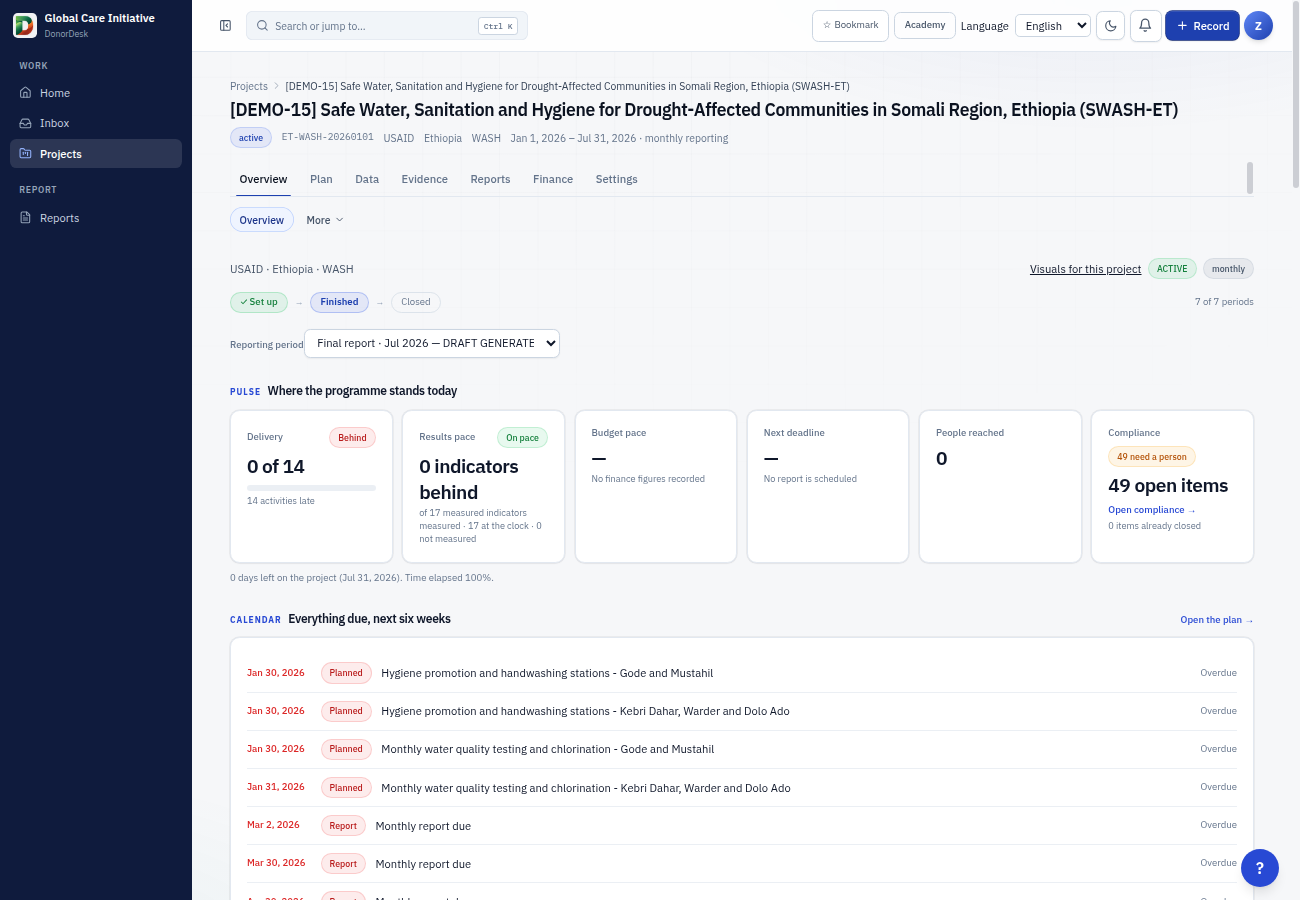 Global Care Initiative
DonorDesk
WORK
Home
Inbox
Projects
REPORT
Reports
Search or jump to...
Ctrl K
☆ Bookmark
Academy
Language
English
+ Record
Z
Projects > [DEMO-15] Safe Water, Sanitation and Hygiene for Drought-Affected Communities in Somali Region, Ethiopia (SWASH-ET)
[DEMO-15] Safe Water, Sanitation and Hygiene for Drought-Affected Communities in Somali Region, Ethiopia (SWASH-ET)
active ET-WASH-20260101 USAID Ethiopia WASH Jan 1, 2026 – Jul 31, 2026 · monthly reporting
Overview Plan Data Evidence Reports Finance Settings
Overview More
USAID · Ethiopia · WASH
Visuals for this project ACTIVE monthly
✓ Set up → Finished → Closed
7 of 7 periods
Reporting period Final report · Jul 2026 — DRAFT GENERATE
PULSE Where the programme stands today
Delivery Behind
0 of 14
14 activities late
Results pace On pace
0 indicators
behind
of 17 measured indicators
measured · 17 at the clock · 0
not measured
Budget pace
—
No finance figures recorded
Next deadline
—
No report is scheduled
People reached
0
Compliance
49 need a person
49 open items
Open compliance →
0 items already closed
0 days left on the project (Jul 31, 2026). Time elapsed 100%.
CALENDAR Everything due, next six weeks
Open the plan →
Jan 30, 2026 Planned Hygiene promotion and handwashing stations - Gode and Mustahil Overdue
Jan 30, 2026 Planned Hygiene promotion and handwashing stations - Kebri Dahar, Warder and Dolo Ado Overdue
Jan 30, 2026 Planned Monthly water quality testing and chlorination - Gode and Mustahil Overdue
Jan 31, 2026 Planned Monthly water quality testing and chlorination - Kebri Dahar, Warder and Dolo Ado Overdue
Mar 2, 2026 Report Monthly report due Overdue
Mar 30, 2026 Report Monthly report due Overdue
?